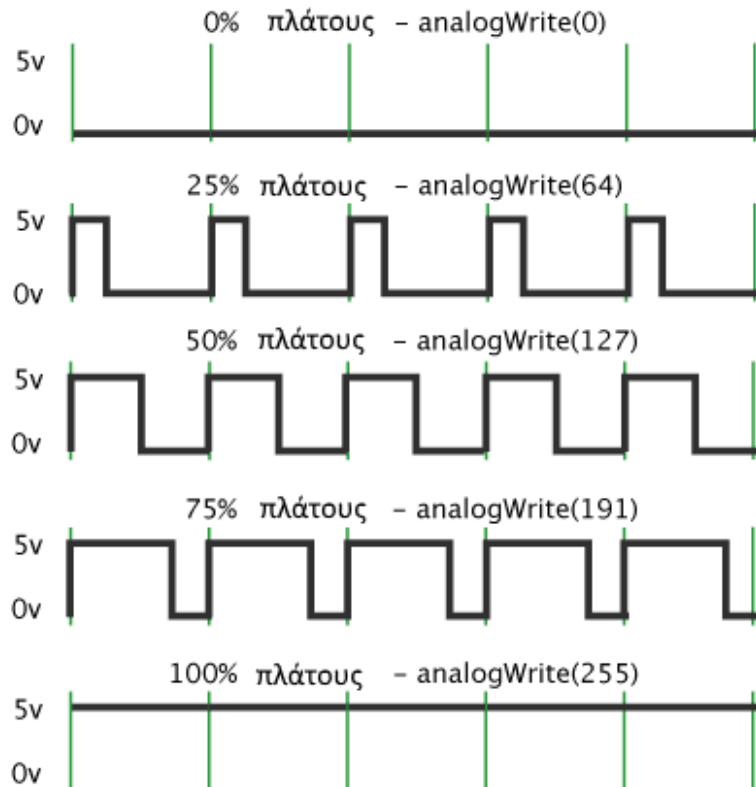 0% πλάτους – analogWrite(0)
5v
0v
25% πλάτους – analogWrite(64)
5v
0v
50% πλάτους – analogWrite(127)
5v
0v
75% πλάτους – analogWrite(191)
5v
0v
100% πλάτους – analogWrite(255)
5v
0v